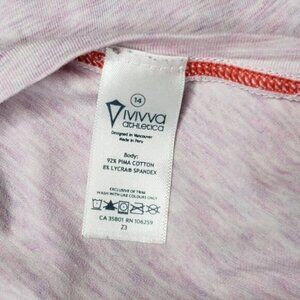 14
IVIVVA
athletica
Designed in Vancouver
Made in Peru
Body:
92% PIMA COTTON
8% LYCRA® SPANDEX
EXCLUSIVE OF TRIM
WASH WITH LIKE COLOURS ONLY
CA 35801 RN 106259
Z3